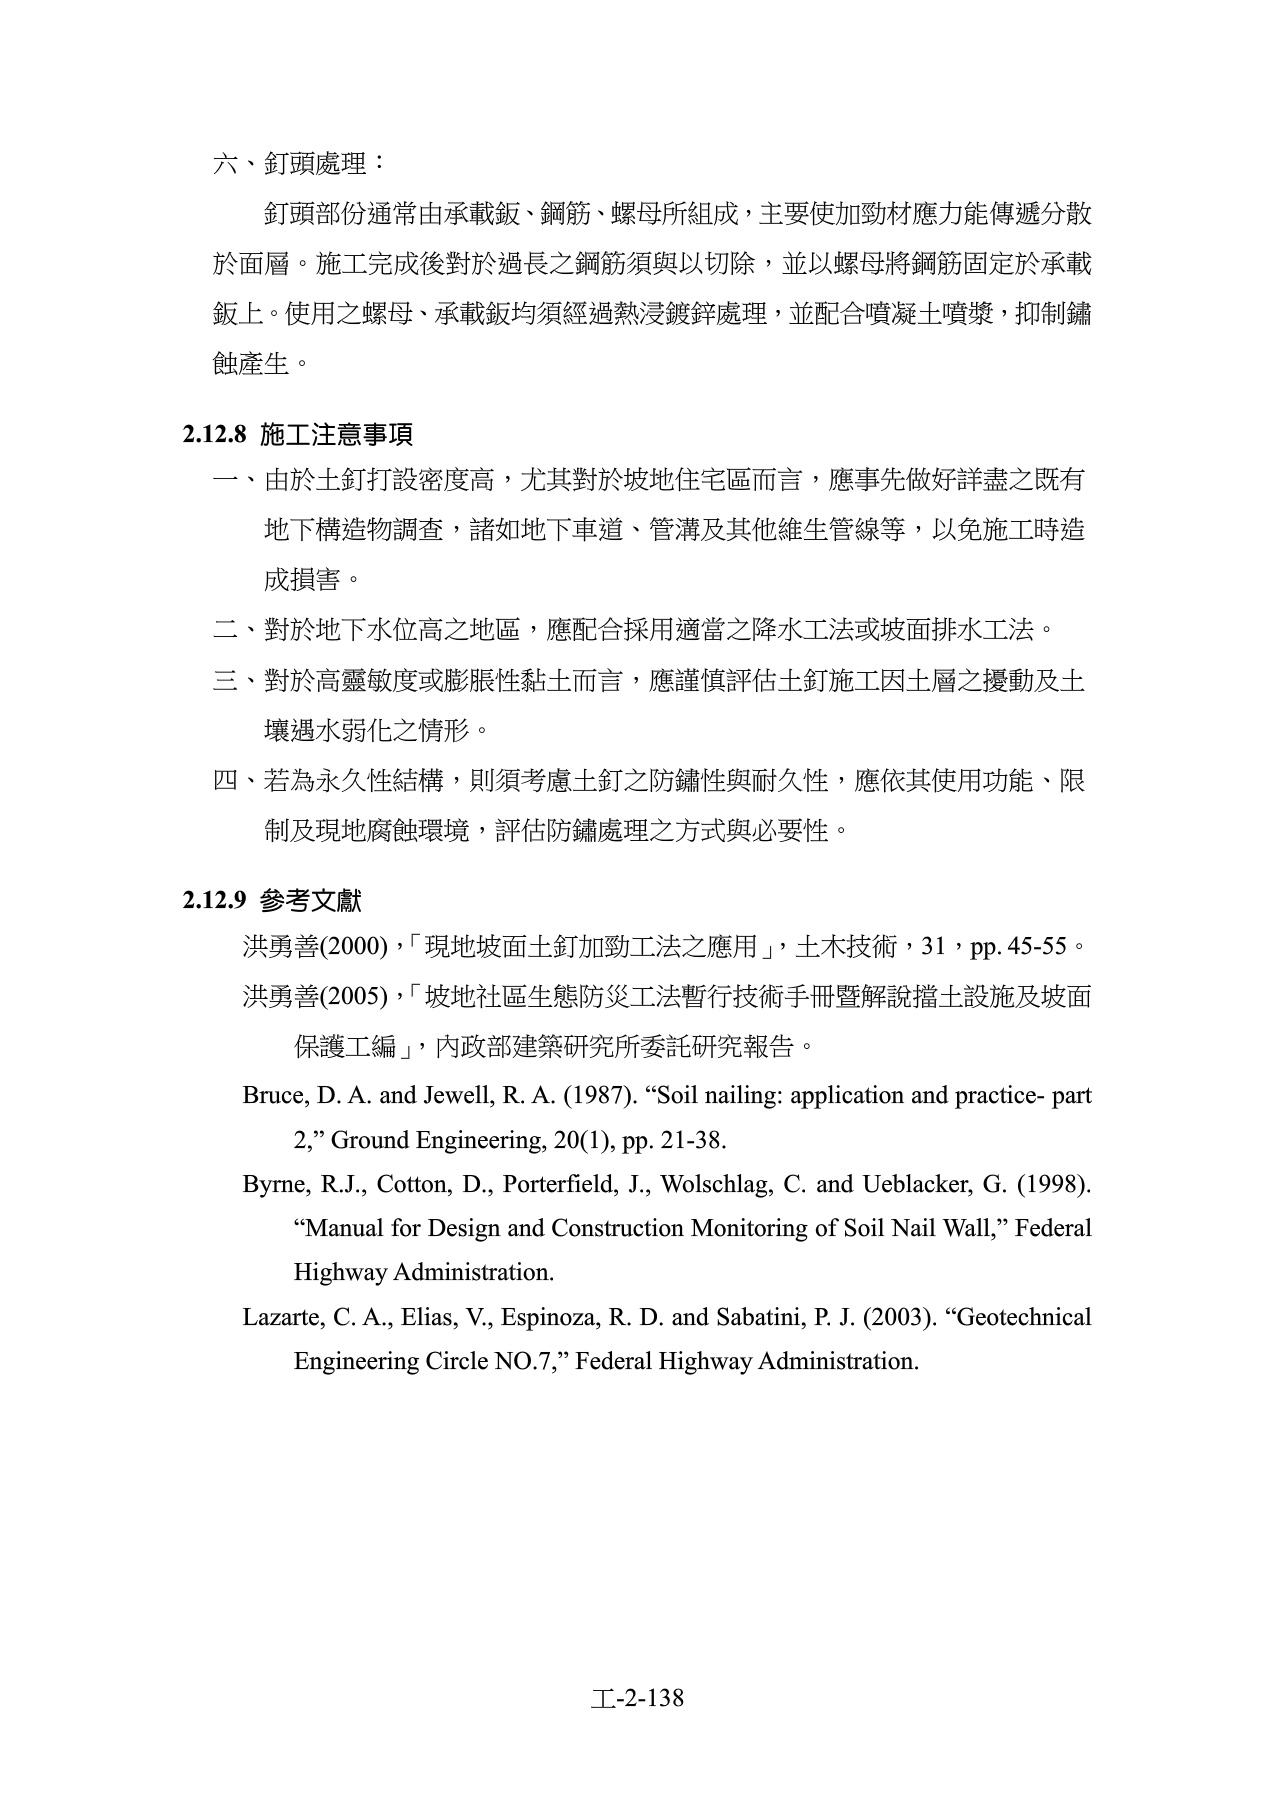 六、釘頭處理：
釘頭部份通常由承載鈑、鋼筋、螺母所組成，主要使加勁材應力能傳遞分散
於面層。施工完成後對於過長之鋼筋須與以切除，並以螺母將鋼筋固定於承載
鈑上。使用之螺母、承載鈑均須經過熱浸鍍鋅處理，並配合噴凝土噴漿，抑制鏽
蝕產生。
2.12.8 施工注意事項
一、由於土釘打設密度高，尤其對於坡地住宅區而言，應事先做好詳盡之既有
地下構造物調查，諸如地下車道、管溝及其他維生管線等，以免施工時造
成損害。
二、對於地下水位高之地區，應配合採用適當之降水工法或坡面排水工法。
三、對於高靈敏度或膨脹性黏土而言，應謹慎評估土釘施工因土層之擾動及土
壤遇水弱化之情形。
四、若為永久性結構，則須考慮土釘之防鏽性與耐久性，應依其使用功能、限
制及現地腐蝕環境，評估防鏽處理之方式與必要性。
2.12.9 參考文獻
洪勇善(2000)，「現地坡面土釘加勁工法之應用」，土木技術，31，pp. 45-55。
洪勇善(2005)，「坡地社區生態防災工法暫行技術手冊暨解說擋土設施及坡面
保護工編」，內政部建築研究所委託研究報告。
Bruce, D. A. and Jewell, R. A. (1987). “Soil nailing: application and practice- part
2,” Ground Engineering, 20(1), pp. 21-38.
Byrne, R.J., Cotton, D., Porterfield, J., Wolschlag, C. and Ueblacker, G. (1998).
“Manual for Design and Construction Monitoring of Soil Nail Wall,” Federal
Highway Administration.
Lazarte, C. A., Elias, V., Espinoza, R. D. and Sabatini, P. J. (2003). “Geotechnical
Engineering Circle NO.7,” Federal Highway Administration.
工-2-138